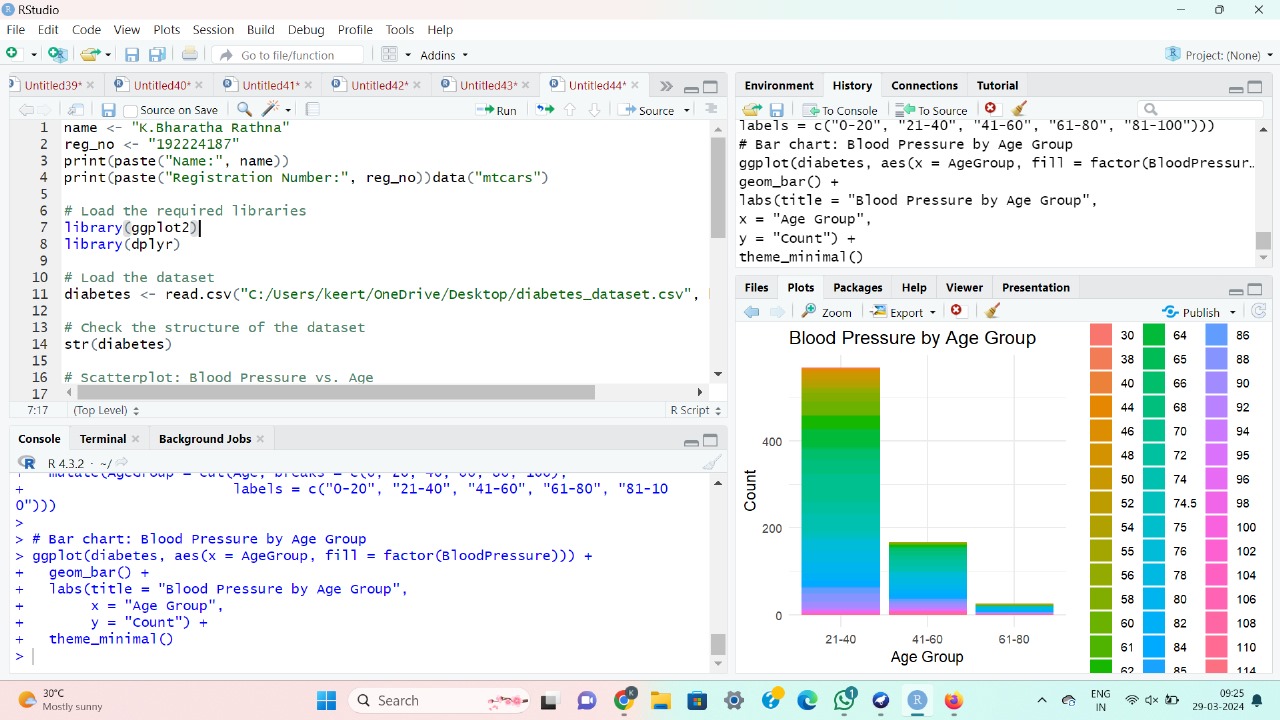 RStudio
File Edit Code View Plots Session Build Debug Profile Tools Help
Go to file/function Addins Project: (None)
Untitled39* Untitled40* Untitled41* Untitled42* Untitled43* Untitled44*
Source on Save Run Source
1 name <- "K.Bharatha Rathna"
2 reg_no <- "192224187"
3 print(paste("Name:", name))
4 print(paste("Registration Number:", reg_no))data("mtcars")
5
6 # Load the required libraries
7 library(ggplot2)
8 library(dplyr)
9
10 # Load the dataset
11 diabetes <- read.csv("C:/Users/keert/OneDrive/Desktop/diabetes_dataset.csv",
12
13 # Check the structure of the dataset
14 str(diabetes)
15
16 # Scatterplot: Blood Pressure vs. Age
17
7:17 (Top Level) R Script
Console Terminal Background Jobs
R 4.3.2 · ~/
+ mutate(AgeGroup = cut(Age, breaks = c(0, 20, 40, 60, 80, 100),
+ labels = c("0-20", "21-40", "41-60", "61-80", "81-10
0")))
>
> # Bar chart: Blood Pressure by Age Group
> ggplot(diabetes, aes(x = AgeGroup, fill = factor(BloodPressure))) +
+ geom_bar() +
+ labs(title = "Blood Pressure by Age Group",
+ x = "Age Group",
+ y = "Count") +
+ theme_minimal()
>
Environment History Connections Tutorial
To Console To Source
labels = c("0-20", "21-40", "41-60", "61-80", "81-100")))
# Bar chart: Blood Pressure by Age Group
ggplot(diabetes, aes(x = AgeGroup, fill = factor(BloodPressur…
geom_bar() +
labs(title = "Blood Pressure by Age Group",
x = "Age Group",
y = "Count") +
theme_minimal()
Files Plots Packages Help Viewer Presentation
Zoom Export Publish
Blood Pressure by Age Group
Count
400
200
0
21-40 41-60 61-80
Age Group
30 64 86
38 65 88
40 66 90
44 68 92
46 70 94
48 72 95
50 74 96
52 74.5 98
54 75 100
55 76 102
56 78 104
58 80 106
60 82 108
61 84 110
62 85 114
30°C
Mostly sunny
Search
ENG
IN
09:25
29-03-2024